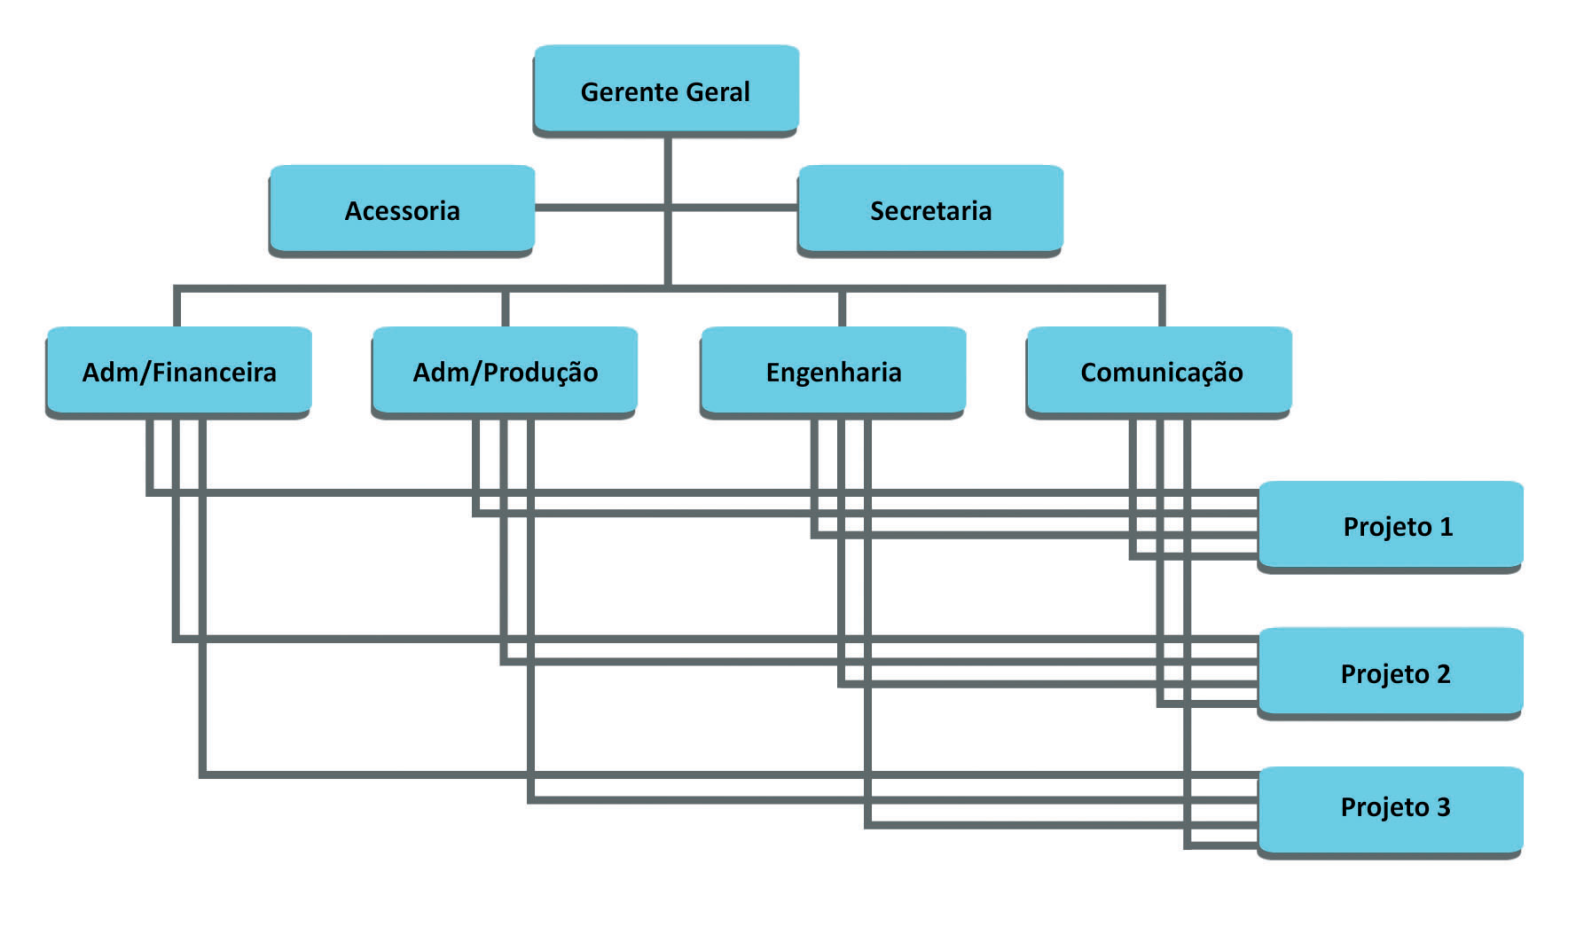 Gerente Geral
Acessoria
Secretaria
Adm/Financeira
Adm/Produção
Engenharia
Comunicação
Projeto 1
Projeto 2
Projeto 3